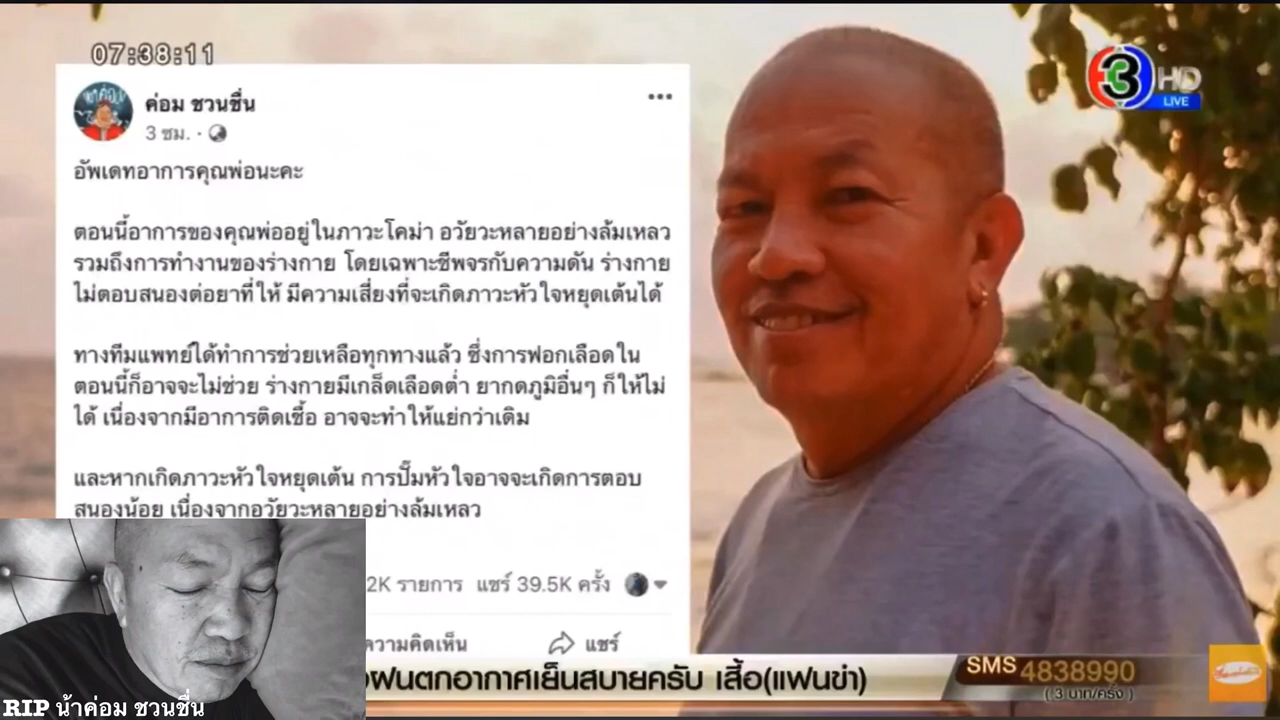 07:38:11
3 HD
LIVE
ค่อม ชวนชื่น
3 ชม. ·
อัพเดทอาการคุณพ่อนะคะ
ตอนนี้อาการของคุณพ่ออยู่ในภาวะโคม่า อวัยวะหลายอย่างล้มเหลว
รวมถึงการทำงานของร่างกาย โดยเฉพาะชีพจรกับความดัน ร่างกาย
ไม่ตอบสนองต่อยาที่ให้ มีความเสี่ยงที่จะเกิดภาวะหัวใจหยุดเต้นได้
ทางทีมแพทย์ได้ทำการช่วยเหลือทุกทางแล้ว ซึ่งการฟอกเลือดใน
ตอนนี้ก็อาจจะไม่ช่วย ร่างกายมีเกล็ดเลือดต่ำ ยากดภูมิอื่นๆ ก็ให้ไม่
ได้ เนื่องจากมีอาการติดเชื้อ อาจจะทำให้แย่กว่าเดิม
และหากเกิดภาวะหัวใจหยุดเต้น การปั๊มหัวใจอาจจะเกิดการตอบ
สนองน้อย เนื่องจากอวัยวะหลายอย่างล้มเหลว
2K รายการ แชร์ 39.5K ครั้ง
ความคิดเห็น แชร์
ฝนตกอากาศเย็นสบายครับ เสื้อ(แฟนข่า)
SMS 4838990
( 3 บาท/ครั้ง )
RIP น้าค่อม ชวนชื่น